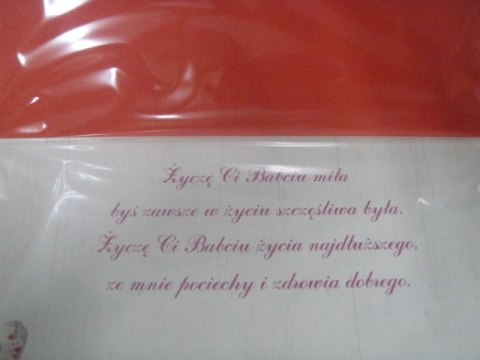 Życzę Ci Babciu miła
byś zawsze w życiu szczęśliwa była.
Życzę Ci Babciu życia najdłuższego,
ze mnie pociechy i zdrowia dobrego.